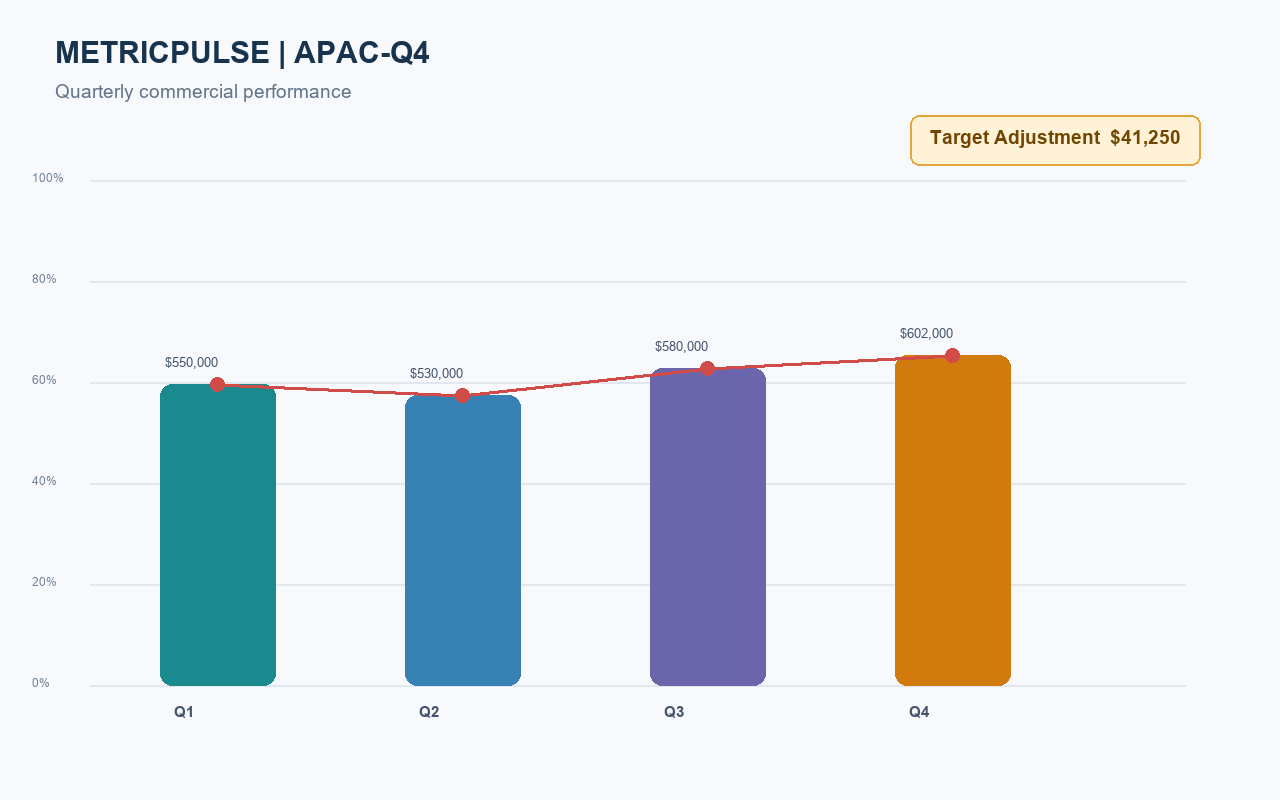 METRICPULSE | APAC-Q4
Quarterly commercial performance
Target Adjustment $41,250
100%
80%
60%
40%
20%
0%
$550,000
$530,000
$580,000
$602,000
Q1
Q2
Q3
Q4